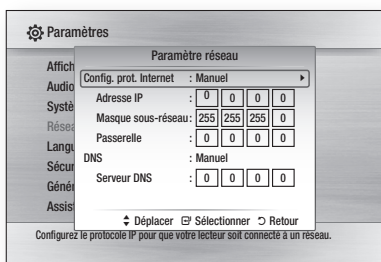 Paramètres
Paramètre réseau
Affich
Config. prot. Internet : Manuel
Audio
Adresse IP : 0 0 0 0
Systè
Masque sous-réseau : 255 255 255 0
Résea
Passerelle : 0 0 0 0
Langu
DNS : Manuel
Sécur
Serveur DNS : 0 0 0 0
Génér
Assis
Déplacer Sélectionner Retour
Configurez le protocole IP pour que votre lecteur soit connecté à un réseau.